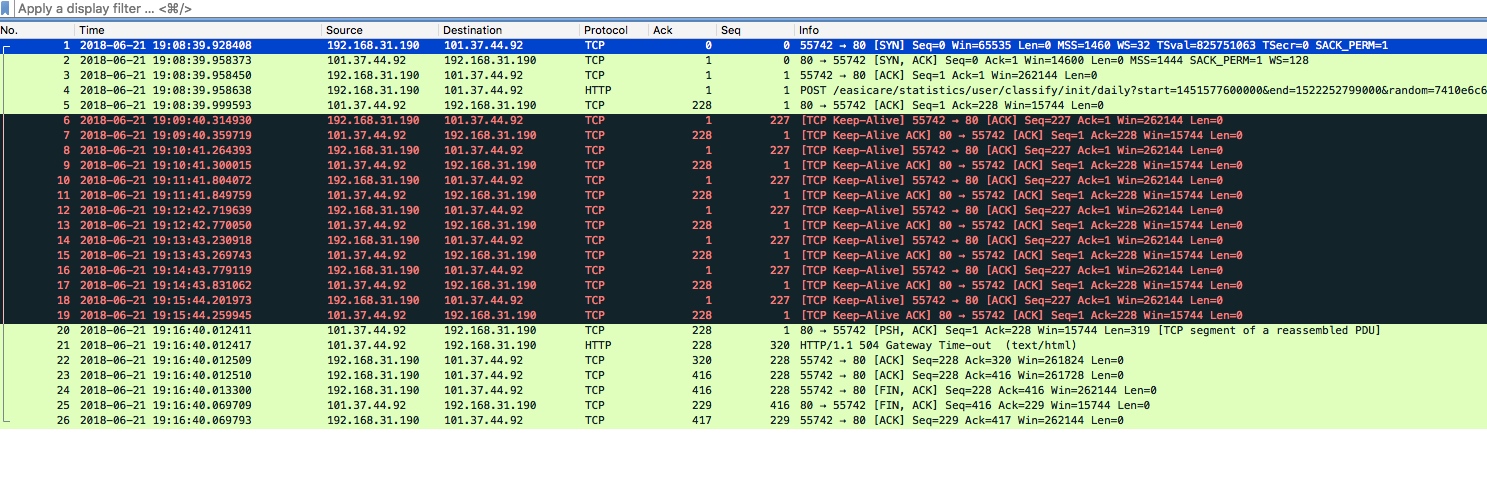 Apply a display filter ... <⌘/>
No. Time Source Destination Protocol Ack Seq Info
1 2018-06-21 19:08:39.928408 192.168.31.190 101.37.44.92 TCP 0 0 55742 → 80 [SYN] Seq=0 Win=65535 Len=0 MSS=1460 WS=32 TSval=825751063 TSecr=0 SACK_PERM=1
2 2018-06-21 19:08:39.958373 101.37.44.92 192.168.31.190 TCP 1 0 80 → 55742 [SYN, ACK] Seq=0 Ack=1 Win=14600 Len=0 MSS=1444 SACK_PERM=1 WS=128
3 2018-06-21 19:08:39.958450 192.168.31.190 101.37.44.92 TCP 1 1 55742 → 80 [ACK] Seq=1 Ack=1 Win=262144 Len=0
4 2018-06-21 19:08:39.958638 192.168.31.190 101.37.44.92 HTTP 1 1 POST /easicare/statistics/user/classify/init/daily?start=1451577600000&end=1522252799000&random=7410e6c6
5 2018-06-21 19:08:39.999593 101.37.44.92 192.168.31.190 TCP 228 1 80 → 55742 [ACK] Seq=1 Ack=228 Win=15744 Len=0
6 2018-06-21 19:09:40.314930 192.168.31.190 101.37.44.92 TCP 1 227 [TCP Keep-Alive] 55742 → 80 [ACK] Seq=227 Ack=1 Win=262144 Len=0
7 2018-06-21 19:09:40.359719 101.37.44.92 192.168.31.190 TCP 228 1 [TCP Keep-Alive ACK] 80 → 55742 [ACK] Seq=1 Ack=228 Win=15744 Len=0
8 2018-06-21 19:10:41.264393 192.168.31.190 101.37.44.92 TCP 1 227 [TCP Keep-Alive] 55742 → 80 [ACK] Seq=227 Ack=1 Win=262144 Len=0
9 2018-06-21 19:10:41.300015 101.37.44.92 192.168.31.190 TCP 228 1 [TCP Keep-Alive ACK] 80 → 55742 [ACK] Seq=1 Ack=228 Win=15744 Len=0
10 2018-06-21 19:11:41.804072 192.168.31.190 101.37.44.92 TCP 1 227 [TCP Keep-Alive] 55742 → 80 [ACK] Seq=227 Ack=1 Win=262144 Len=0
11 2018-06-21 19:11:41.849759 101.37.44.92 192.168.31.190 TCP 228 1 [TCP Keep-Alive ACK] 80 → 55742 [ACK] Seq=1 Ack=228 Win=15744 Len=0
12 2018-06-21 19:12:42.719639 192.168.31.190 101.37.44.92 TCP 1 227 [TCP Keep-Alive] 55742 → 80 [ACK] Seq=227 Ack=1 Win=262144 Len=0
13 2018-06-21 19:12:42.770050 101.37.44.92 192.168.31.190 TCP 228 1 [TCP Keep-Alive ACK] 80 → 55742 [ACK] Seq=1 Ack=228 Win=15744 Len=0
14 2018-06-21 19:13:43.230918 192.168.31.190 101.37.44.92 TCP 1 227 [TCP Keep-Alive] 55742 → 80 [ACK] Seq=227 Ack=1 Win=262144 Len=0
15 2018-06-21 19:13:43.269743 101.37.44.92 192.168.31.190 TCP 228 1 [TCP Keep-Alive ACK] 80 → 55742 [ACK] Seq=1 Ack=228 Win=15744 Len=0
16 2018-06-21 19:14:43.779119 192.168.31.190 101.37.44.92 TCP 1 227 [TCP Keep-Alive] 55742 → 80 [ACK] Seq=227 Ack=1 Win=262144 Len=0
17 2018-06-21 19:14:43.831062 101.37.44.92 192.168.31.190 TCP 228 1 [TCP Keep-Alive ACK] 80 → 55742 [ACK] Seq=1 Ack=228 Win=15744 Len=0
18 2018-06-21 19:15:44.201973 192.168.31.190 101.37.44.92 TCP 1 227 [TCP Keep-Alive] 55742 → 80 [ACK] Seq=227 Ack=1 Win=262144 Len=0
19 2018-06-21 19:15:44.259945 101.37.44.92 192.168.31.190 TCP 228 1 [TCP Keep-Alive ACK] 80 → 55742 [ACK] Seq=1 Ack=228 Win=15744 Len=0
20 2018-06-21 19:16:40.012411 101.37.44.92 192.168.31.190 TCP 228 1 80 → 55742 [PSH, ACK] Seq=1 Ack=228 Win=15744 Len=319 [TCP segment of a reassembled PDU]
21 2018-06-21 19:16:40.012417 101.37.44.92 192.168.31.190 HTTP 228 320 HTTP/1.1 504 Gateway Time-out (text/html)
22 2018-06-21 19:16:40.012509 192.168.31.190 101.37.44.92 TCP 320 228 55742 → 80 [ACK] Seq=228 Ack=320 Win=261824 Len=0
23 2018-06-21 19:16:40.012510 192.168.31.190 101.37.44.92 TCP 416 228 55742 → 80 [ACK] Seq=228 Ack=416 Win=261728 Len=0
24 2018-06-21 19:16:40.013300 192.168.31.190 101.37.44.92 TCP 416 228 55742 → 80 [FIN, ACK] Seq=228 Ack=416 Win=262144 Len=0
25 2018-06-21 19:16:40.069709 101.37.44.92 192.168.31.190 TCP 229 416 80 → 55742 [FIN, ACK] Seq=416 Ack=229 Win=15744 Len=0
26 2018-06-21 19:16:40.069793 192.168.31.190 101.37.44.92 TCP 417 229 55742 → 80 [ACK] Seq=229 Ack=417 Win=262144 Len=0